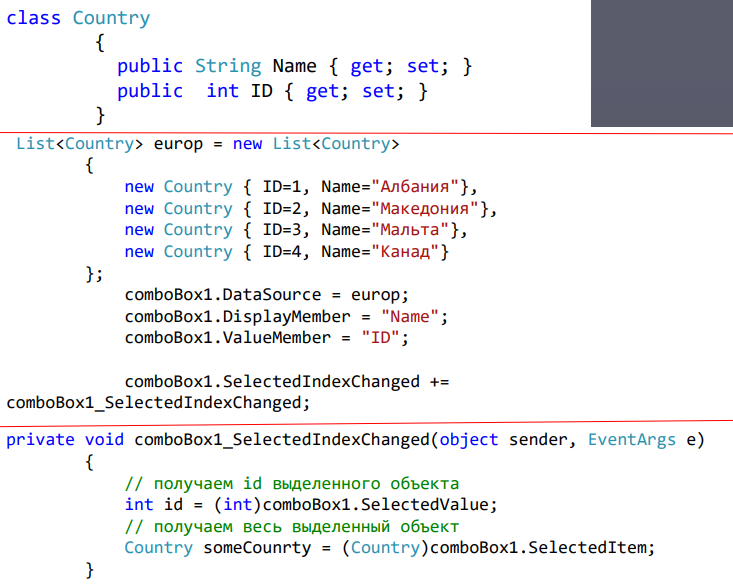 class Country
{
public String Name { get; set; }
public int ID { get; set; }
}
List<Country> europ = new List<Country>
{
new Country { ID=1, Name="Албания"},
new Country { ID=2, Name="Македония"},
new Country { ID=3, Name="Мальта"},
new Country { ID=4, Name="Канад"}
};
comboBox1.DataSource = europ;
comboBox1.DisplayMember = "Name";
comboBox1.ValueMember = "ID";
comboBox1.SelectedIndexChanged +=
comboBox1_SelectedIndexChanged;
private void comboBox1_SelectedIndexChanged(object sender, EventArgs e)
{
// получаем id выделенного объекта
int id = (int)comboBox1.SelectedValue;
// получаем весь выделенный объект
Country someCounrty = (Country)comboBox1.SelectedItem;
}